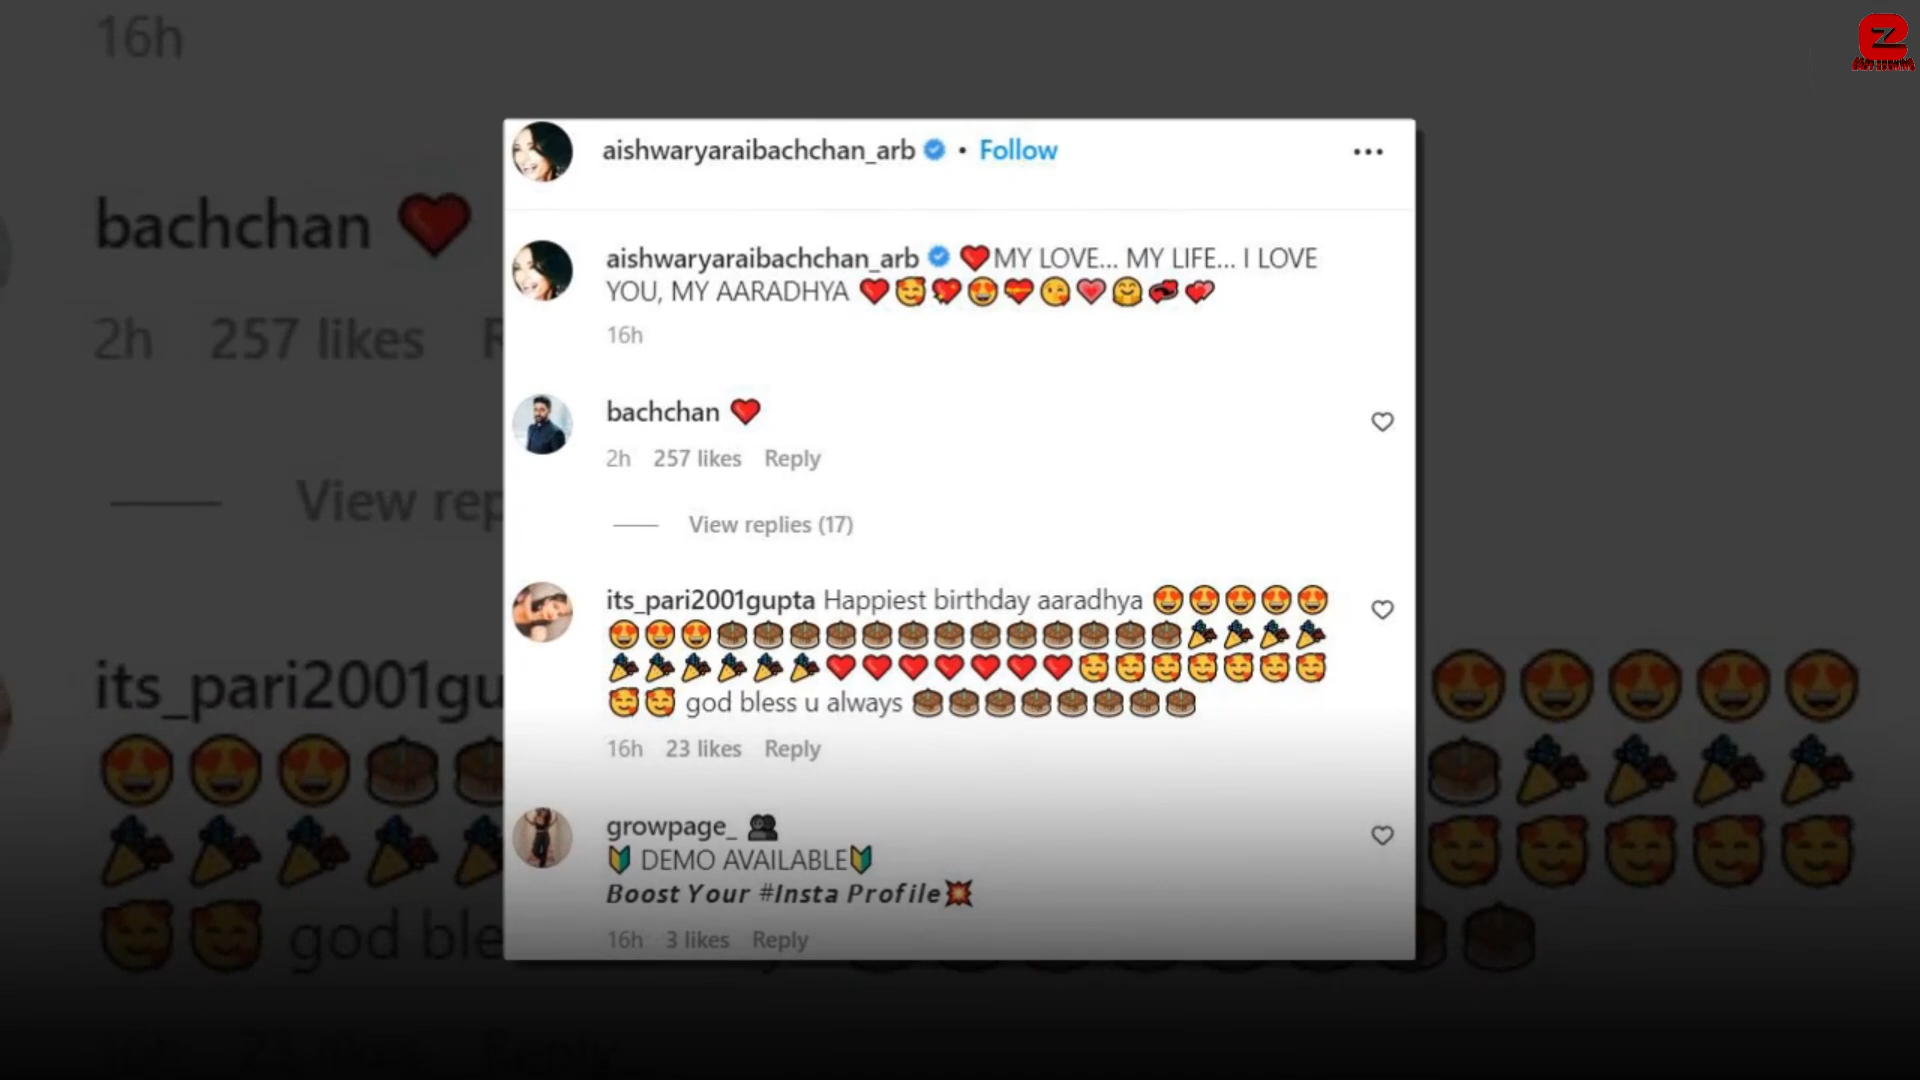 16h
bachchan ❤️
2h 257 likes
View rep
its_pari2001gu
😍😍😍🎂🎂
🎉🎉🎉🎉🎉
🥰🥰 god ble
aishwaryaraibachchan_arb • Follow
aishwaryaraibachchan_arb ❤️MY LOVE... MY LIFE... I LOVE
YOU, MY AARADHYA ❤️🥰💖😍💝😘💗🤗💋💕
16h
bachchan ❤️
2h 257 likes Reply
View replies (17)
its_pari2001gupta Happiest birthday aaradhya 😍😍😍😍😍
😍😍😍🎂🎂🎂🎂🎂🎂🎂🎂🎂🎂🎂🎂🎂🎉🎉🎉🎉
🎉🎉🎉🎉🎉🎉❤️❤️❤️❤️❤️❤️❤️🥰🥰🥰🥰🥰🥰🥰
🥰🥰 god bless u always 🎂🎂🎂🎂🎂🎂🎂🎂
16h 23 likes Reply
growpage_ 👥
🔰 DEMO AVAILABLE🔰
Boost Your #Insta Profile💥
16h 3 likes Reply